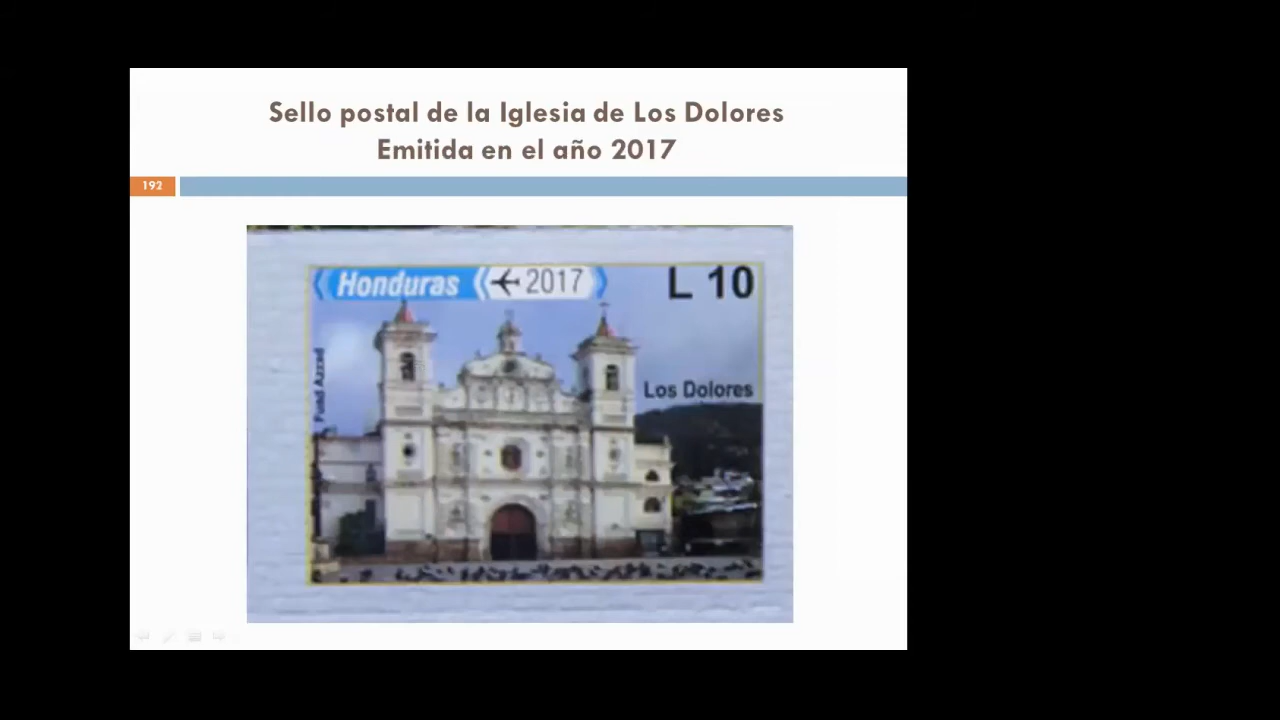 Sello postal de la Iglesia de Los Dolores
Emitida en el año 2017
192
Honduras 2017
L 10
Los Dolores
Fuad Azzad